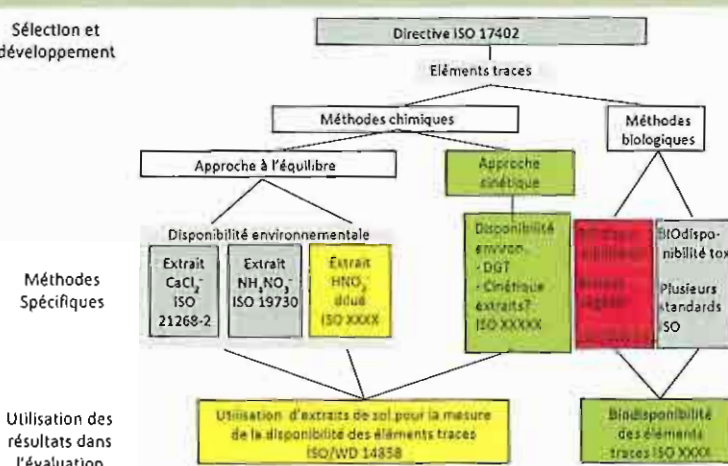 Sélection et
développement
Directive ISO 17402
Eléments traces
Méthodes chimiques
Méthodes
biologiques
Approche à l'équilibre
Approche
cinétique
Disponibilité environnementale
Méthodes
Spécifiques
Extrait
CaCl₂-
ISO
21268-2
Extrait
NH₄NO₃-
ISO 19730
Extrait
HNO₃
dilué
ISO XXXX
Disponibilité
environ.
- DGT
- Cinétique
extraits?
ISO XXXXX
BIOdispo-
nibilité tox
Plusieurs
standards
ISO
Utilisation des
résultats dans
l'évaluation
Utilisation d'extraits de sol pour la mesure
de la disponibilité des éléments traces
ISO/WD 14858
Biodisponibilité
des éléments
traces ISO XXXX